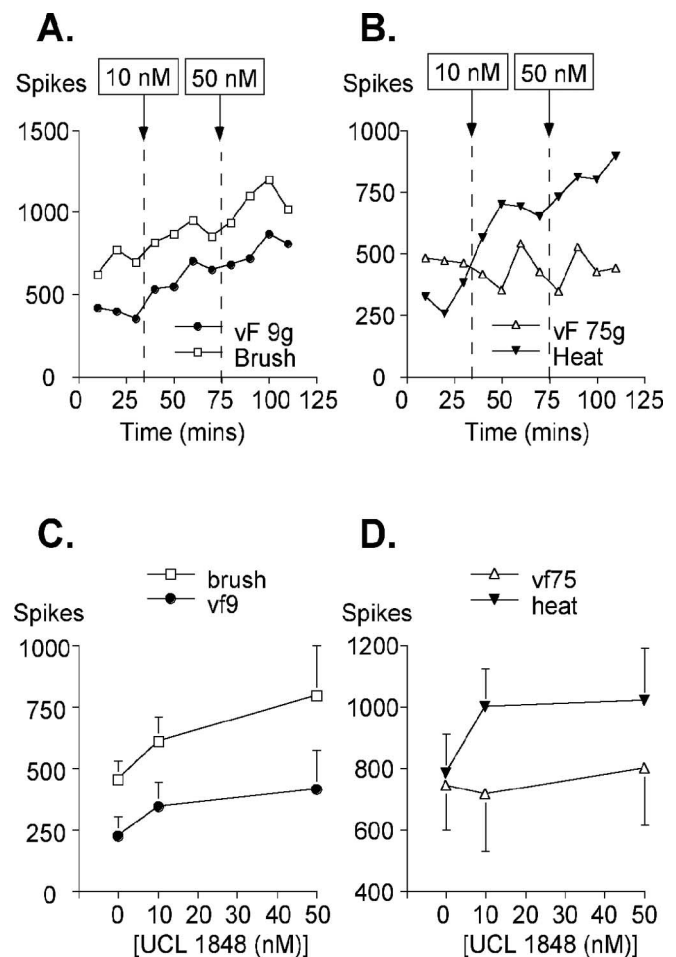 A.
Spikes
10 nM
50 nM
1500
1000
500
0
vF 9g
Brush
0 25 50 75 100 125
Time (mins)
B.
Spikes
10 nM
50 nM
1000
750
500
250
0
vF 75g
Heat
0 25 50 75 100 125
Time (mins)
C.
brush
vf9
Spikes
1000
750
500
250
0
0 10 20 30 40 50
[UCL 1848 (nM)]
D.
vf75
heat
Spikes
1200
1000
800
600
400
0 10 20 30 40 50
[UCL 1848 (nM)]